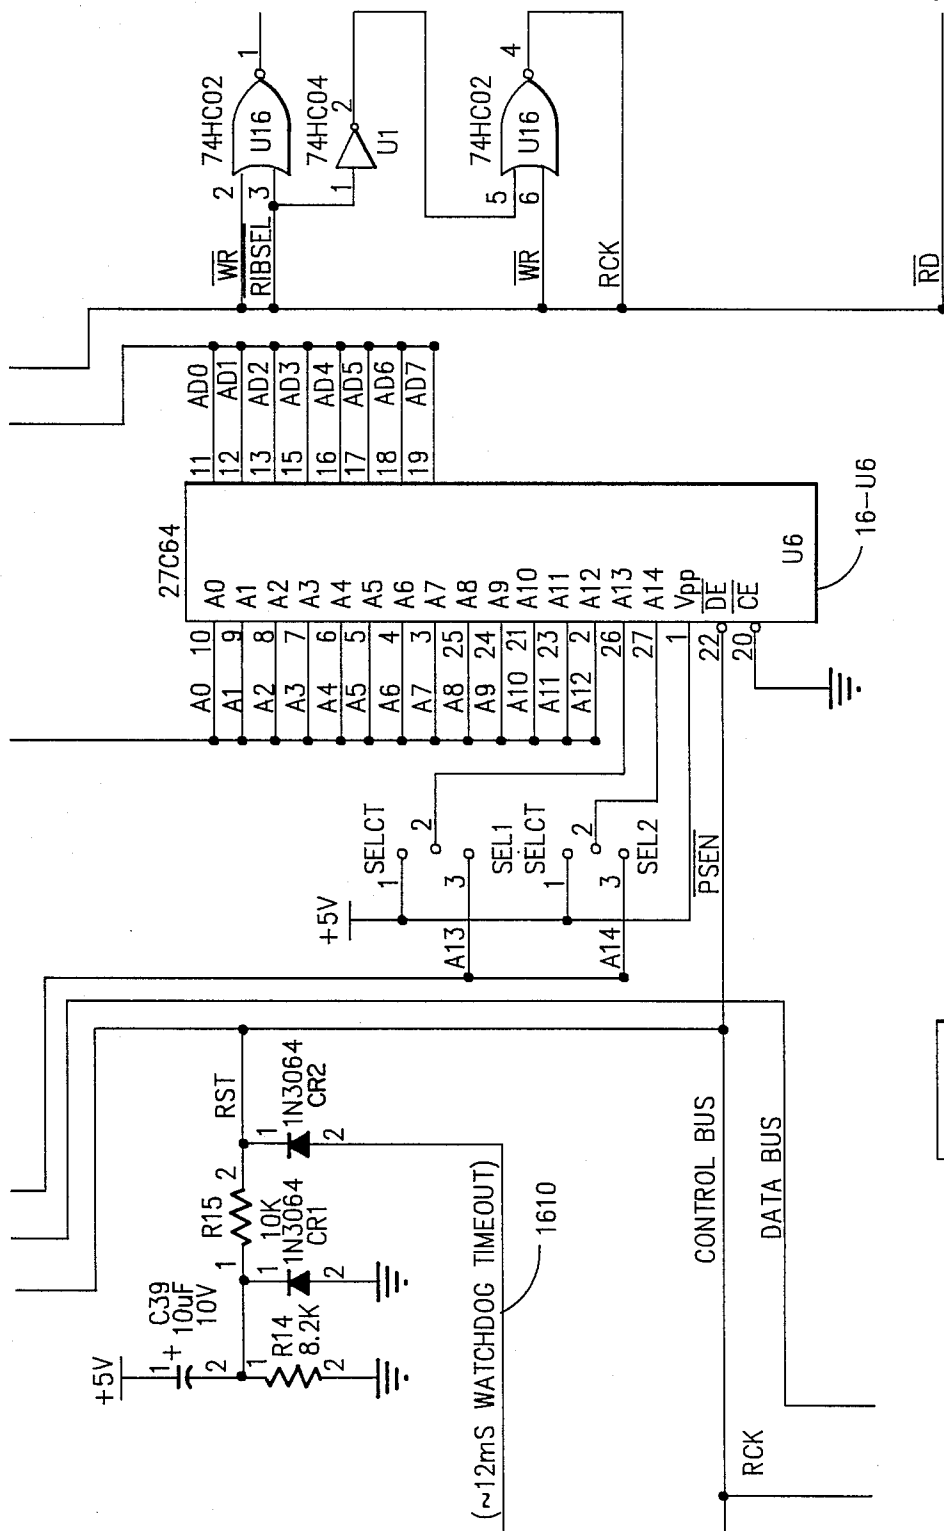 74HC02
U16
2
3
1
WR
RIBSEL
74HC04
U1
1
2
74HC02
U16
5
6
4
WR
RCK
RD
27C64
A0 10 A0 11 AD0
A1 9 A1 12 AD1
A2 8 A2 13 AD2
A3 7 A3 15 AD3
A4 6 A4 16 AD4
A5 5 A5 17 AD5
A6 4 A6 18 AD6
A7 3 A7 19 AD7
A8 25 A8
A9 24 A9
A10 21 A10
A11 23 A11
A12 2 A12
26 A13
27 A14
1 Vpp
22 DE
20 CE
U6
16-U6
+5V
SELCT
1
2
3
SEL1
A13
SELCT
1
2
3
SEL2
A14
PSEN
+5V
C39
10uF
10V
1 +
2
R14
8.2K
1
2
R15
10K
1
2
1N3064
CR1
1
2
RST
1N3064
CR2
1
2
(~12mS WATCHDOG TIMEOUT)
1610
CONTROL BUS
DATA BUS
RCK